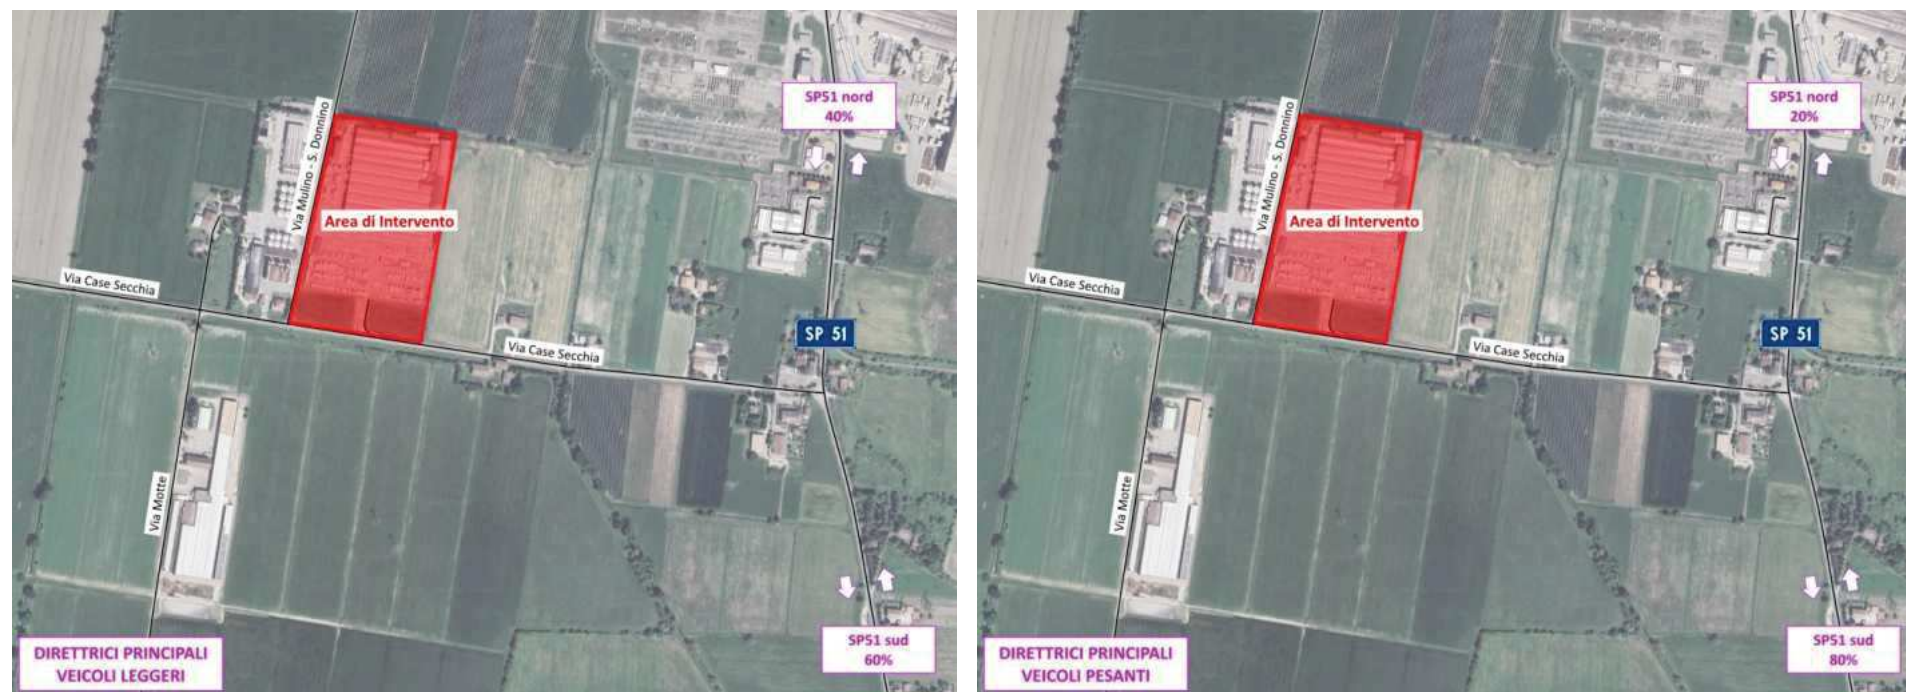 SP51 nord
40%
Via Mulino - S. Donnino
Area di Intervento
Via Case Secchia
SP 51
Via Case Secchia
Via Motte
SP51 sud
60%
DIRETTRICI PRINCIPALI
VEICOLI LEGGERI
SP51 nord
20%
Via Mulino - S. Donnino
Area di Intervento
Via Case Secchia
SP 51
Via Case Secchia
Via Motte
SP51 sud
80%
DIRETTRICI PRINCIPALI
VEICOLI PESANTI